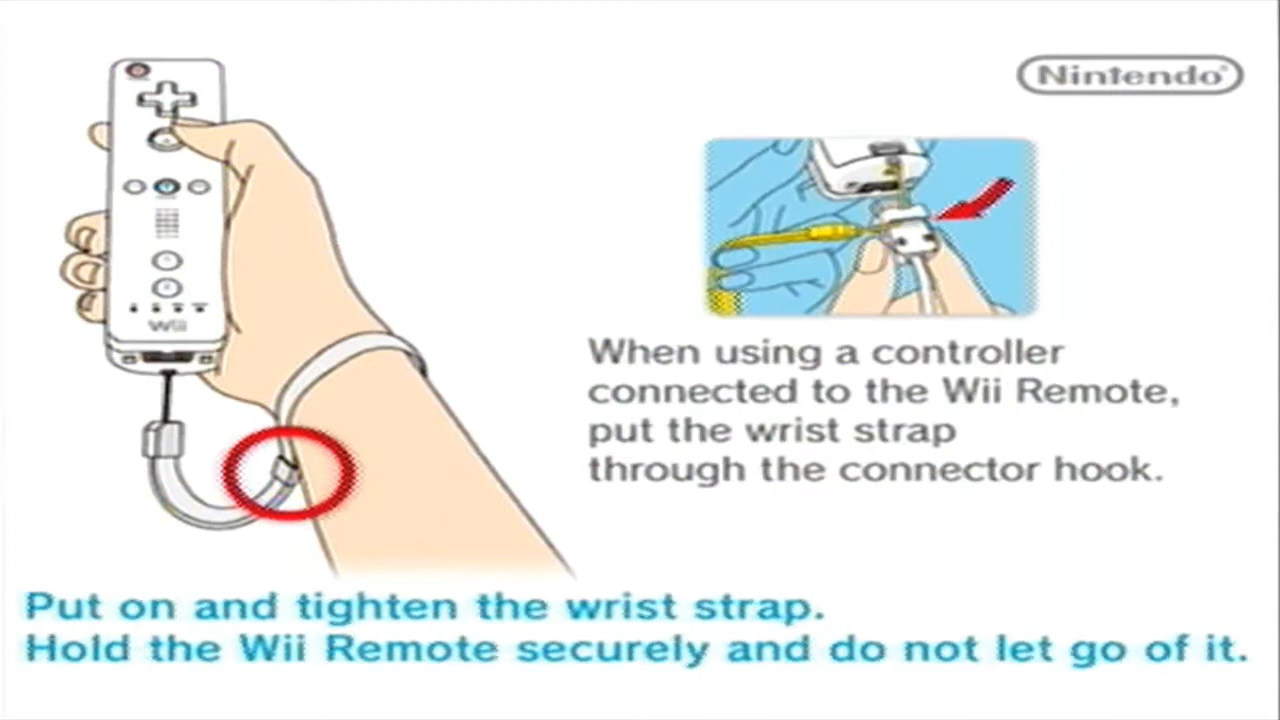 Nintendo
Wii
When using a controller
connected to the Wii Remote,
put the wrist strap
through the connector hook.
Put on and tighten the wrist strap.
Hold the Wii Remote securely and do not let go of it.